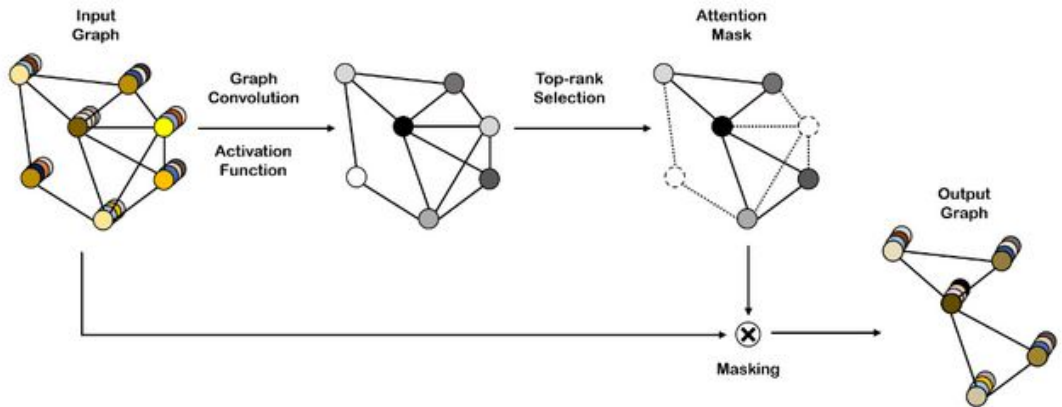 Input
Graph
Graph
Convolution
Activation
Function
Top-rank
Selection
Attention
Mask
Output
Graph
Masking